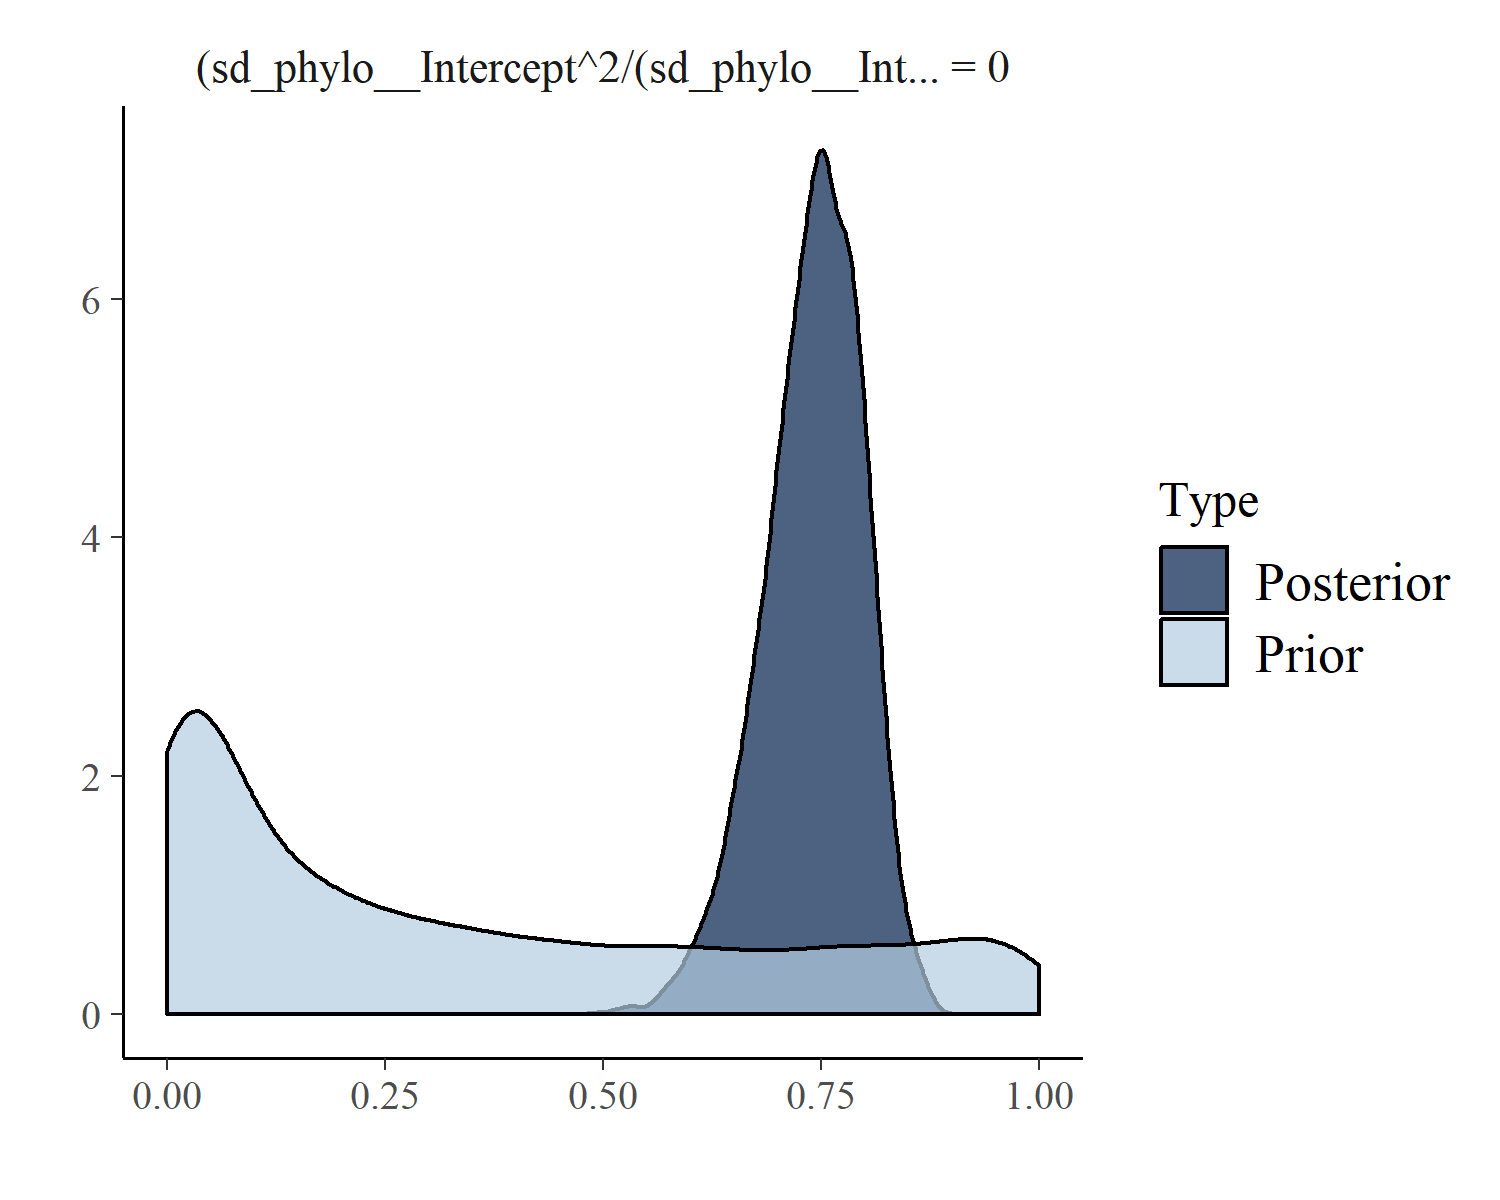 (sd_phylo__Intercept^2/(sd_phylo__Int... = 0
6
4
2
0
0.00 0.25 0.50 0.75 1.00
Type
Posterior
Prior